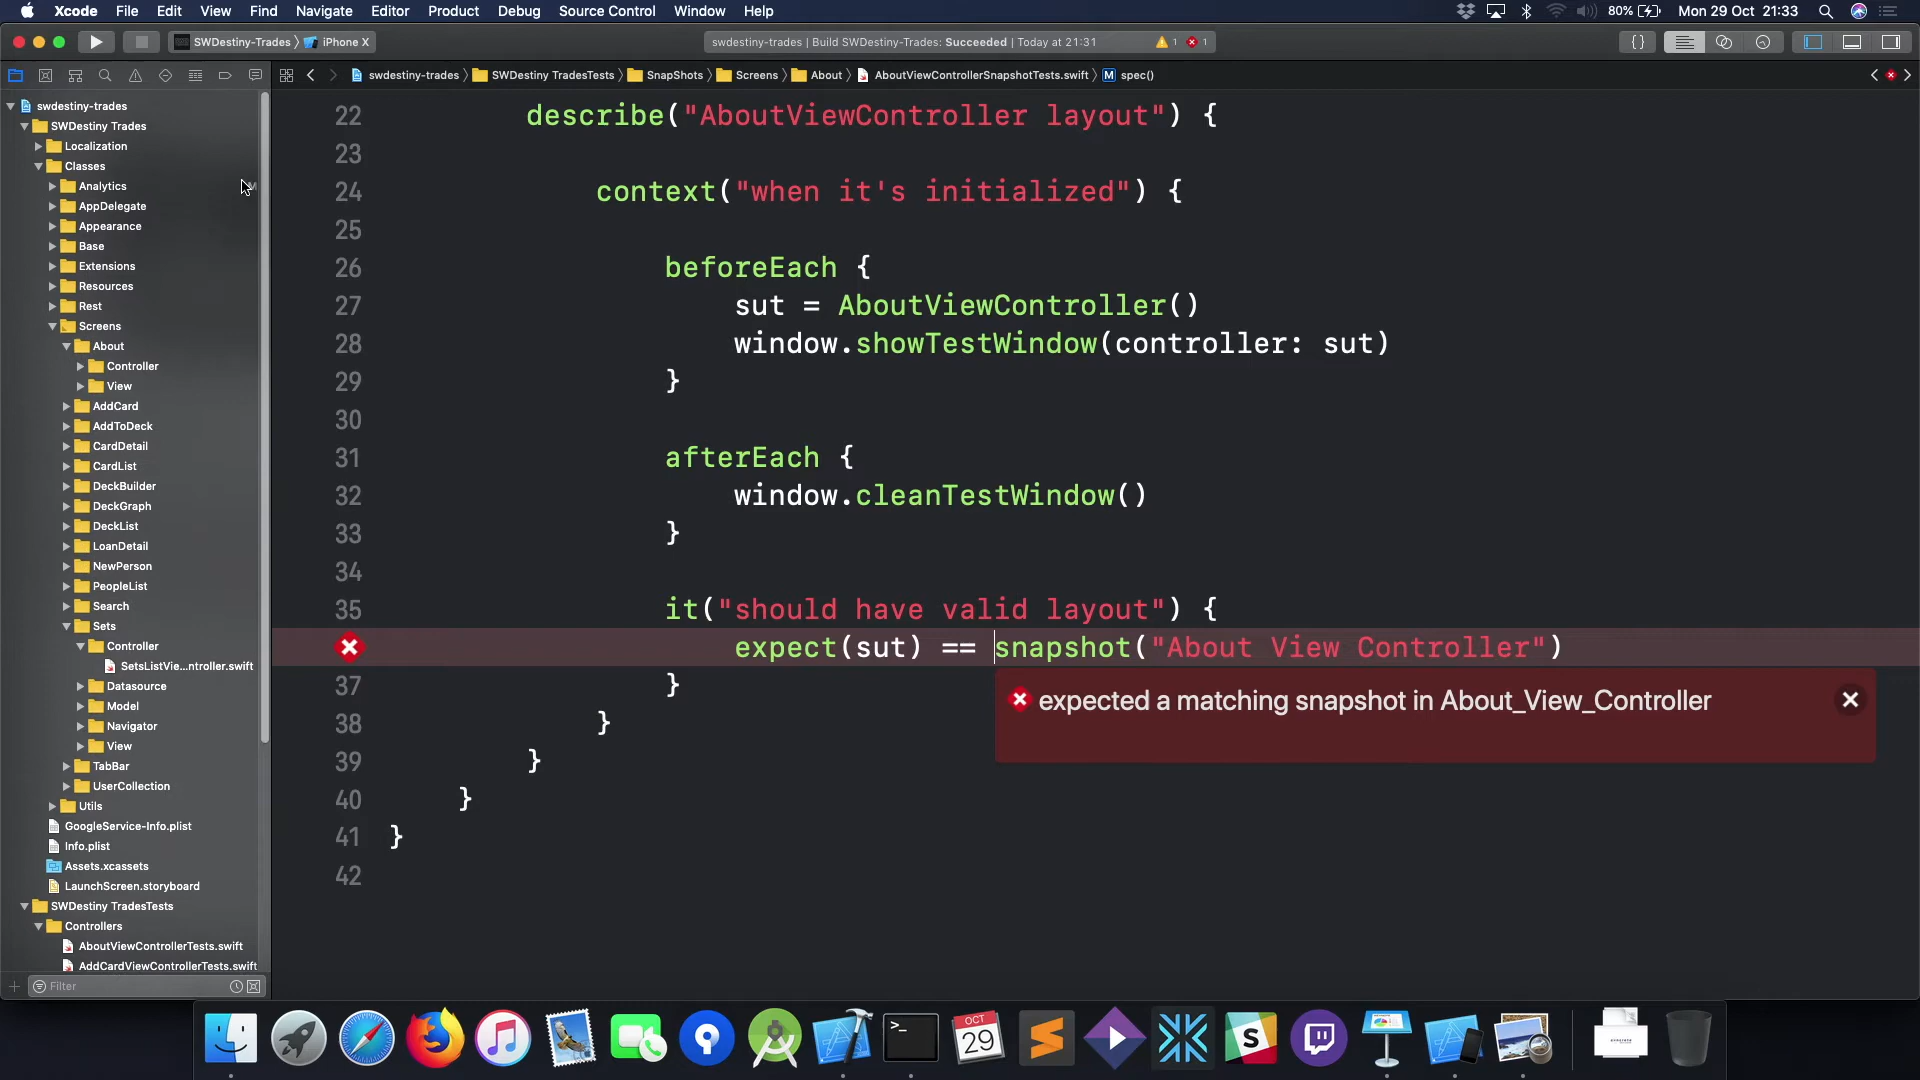 Xcode File Edit View Find Navigate Editor Product Debug Source Control Window Help 80% Mon 29 Oct 21:33
SWDestiny-Trades iPhone X swdestiny-trades | Build SWDestiny-Trades: Succeeded | Today at 21:31 1 1 {}
swdestiny-trades SWDestiny TradesTests SnapShots Screens About AboutViewControllerSnapshotTests.swift M spec()
swdestiny-trades
SWDestiny Trades
Localization
Classes
Analytics
AppDelegate
Appearance
Base
Extensions
Resources
Rest
Screens
About
Controller
View
AddCard
AddToDeck
CardDetail
CardList
DeckBuilder
DeckGraph
DeckList
LoanDetail
NewPerson
PeopleList
Search
Sets
Controller
SetsListVie...ntroller.swift
Datasource
Model
Navigator
View
TabBar
UserCollection
Utils
GoogleService-Info.plist
Info.plist
Assets.xcassets
LaunchScreen.storyboard
SWDestiny TradesTests
Controllers
AboutViewControllerTests.swift
AddCardViewControllerTests.swift
Filter
22 describe("AboutViewController layout") {
23
24 context("when it's initialized") {
25
26 beforeEach {
27 sut = AboutViewController()
28 window.showTestWindow(controller: sut)
29 }
30
31 afterEach {
32 window.cleanTestWindow()
33 }
34
35 it("should have valid layout") {
expect(sut) == snapshot("About View Controller")
37 }
expected a matching snapshot in About_View_Controller
38 }
39 }
40 }
41 }
42
OCT
29
S